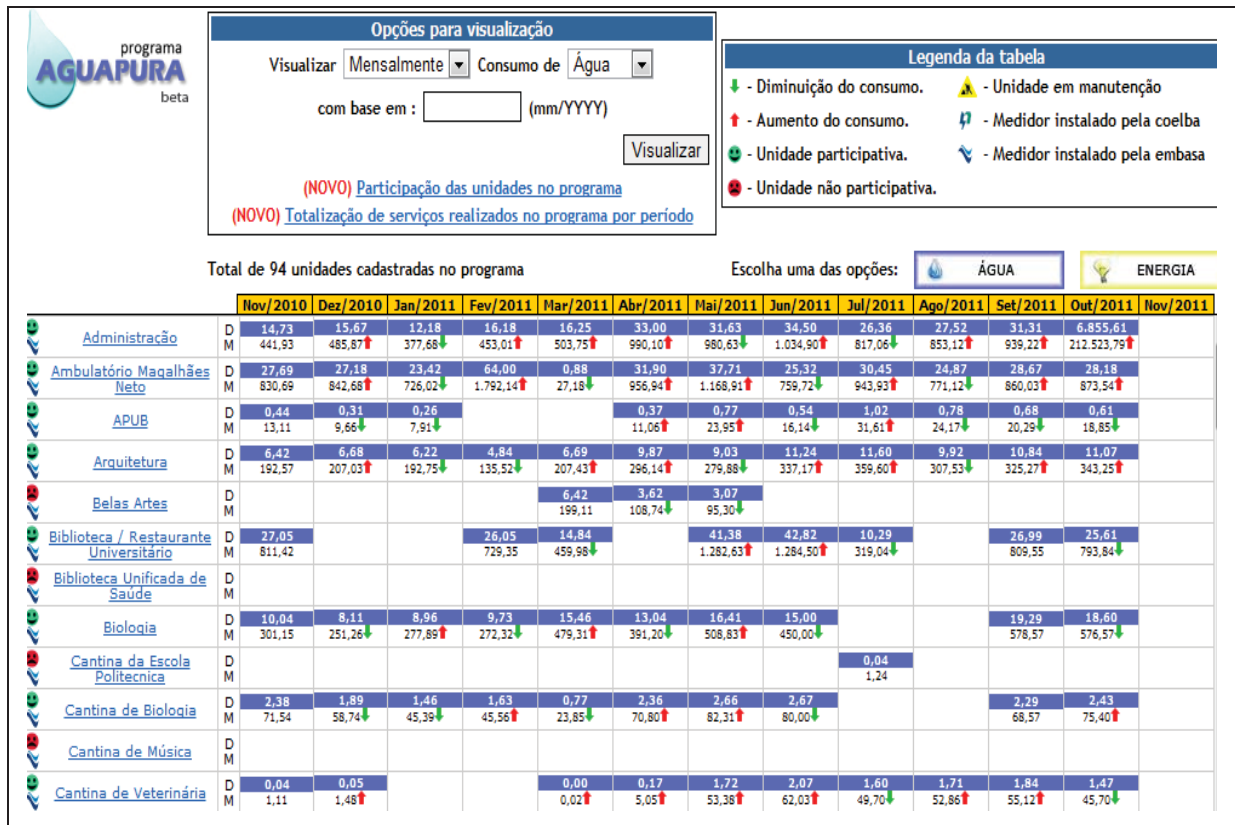 programa
AGUAPURA
beta
Opções para visualização
Visualizar Mensalmente Consumo de Água
com base em : (mm/YYYY)
Visualizar
(NOVO) Participação das unidades no programa
(NOVO) Totalização de serviços realizados no programa por período
Legenda da tabela
- Diminuição do consumo. - Unidade em manutenção
- Aumento do consumo. - Medidor instalado pela coelba
- Unidade participativa. - Medidor instalado pela embasa
- Unidade não participativa.
Total de 94 unidades cadastradas no programa Escolha uma das opções: ÁGUA ENERGIA
Nov/2010 Dez/2010 Jan/2011 Fev/2011 Mar/2011 Abr/2011 Mai/2011 Jun/2011 Jul/2011 Ago/2011 Set/2011 Out/2011 Nov/2011
Administração
D 14,73 15,67 12,18 16,18 16,25 33,00 31,63 34,50 26,36 27,52 31,31 6.855,61
M 441,93 485,87 377,68 453,01 503,75 990,10 980,63 1.034,90 817,06 853,12 939,22 212.523,79
Ambulatório Magalhães
Neto
D 27,69 27,18 23,42 64,00 0,88 31,90 37,71 25,32 30,45 24,87 28,67 28,18
M 830,69 842,68 726,02 1.792,14 27,18 956,94 1.168,91 759,72 943,93 771,12 860,03 873,54
APUB
D 0,44 0,31 0,26 0,37 0,77 0,54 1,02 0,78 0,68 0,61
M 13,11 9,66 7,91 11,06 23,95 16,14 31,61 24,17 20,29 18,85
Arquitetura
D 6,42 6,68 6,22 4,84 6,69 9,87 9,03 11,24 11,60 9,92 10,84 11,07
M 192,57 207,03 192,75 135,52 207,43 296,14 279,88 337,17 359,60 307,53 325,27 343,25
Belas Artes
D 6,42 3,62 3,07
M 199,11 108,74 95,30
Biblioteca / Restaurante
Universitário
D 27,05 26,05 14,84 41,38 42,82 10,29 26,99 25,61
M 811,42 729,35 459,98 1.282,63 1.284,50 319,04 809,55 793,84
Biblioteca Unificada de
Saúde
D
M
Biologia
D 10,04 8,11 8,96 9,73 15,46 13,04 16,41 15,00 19,29 18,60
M 301,15 251,26 277,89 272,32 479,31 391,20 508,83 450,00 578,57 576,57
Cantina da Escola
Politecnica
D 0,04
M 1,24
Cantina de Biologia
D 2,38 1,89 1,46 1,63 0,77 2,36 2,66 2,67 2,29 2,43
M 71,54 58,74 45,39 45,56 23,85 70,80 82,31 80,00 68,57 75,40
Cantina de Música
D
M
Cantina de Veterinária
D 0,04 0,05 0,00 0,17 1,72 2,07 1,60 1,71 1,84 1,47
M 1,11 1,48 0,02 5,05 53,38 62,03 49,70 52,86 55,12 45,70